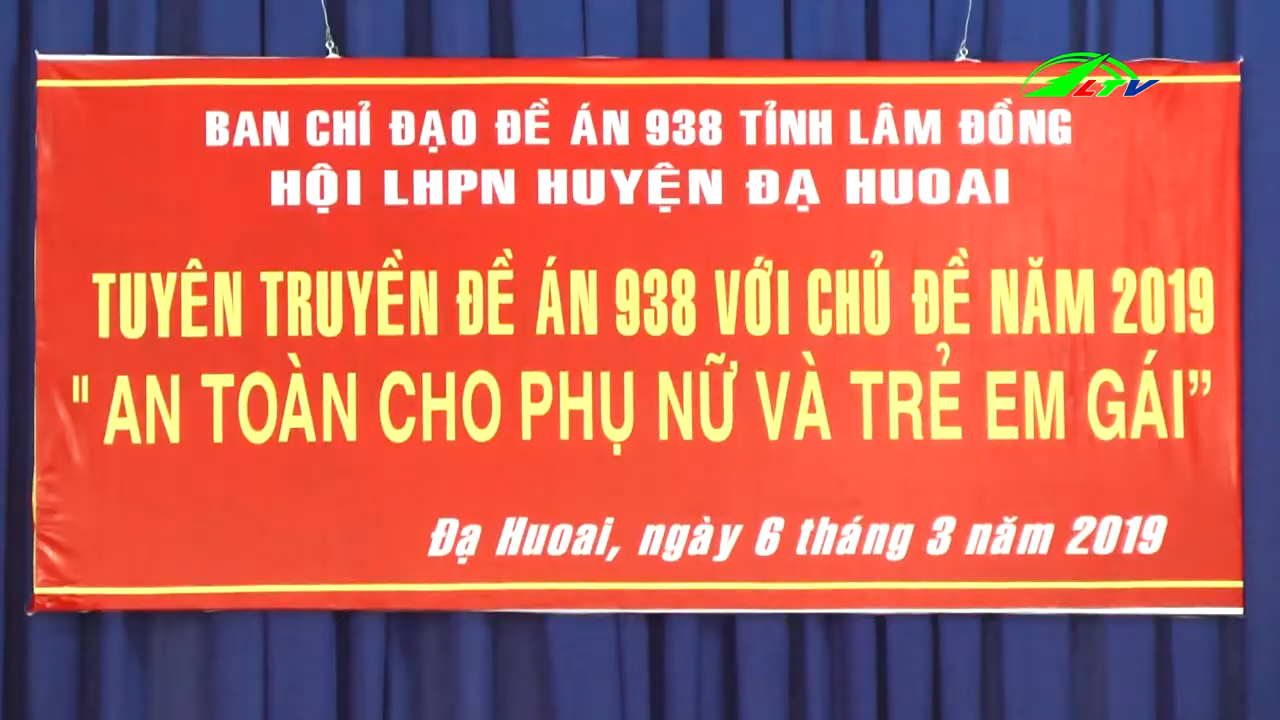 LTV
BAN CHỈ ĐẠO ĐỀ ÁN 938 TỈNH LÂM ĐỒNG
HỘI LHPN HUYỆN ĐẠ HUOAI
TUYÊN TRUYỀN ĐỀ ÁN 938 VỚI CHỦ ĐỀ NĂM 2019
" AN TOÀN CHO PHỤ NỮ VÀ TRẺ EM GÁI”
Đạ Huoai, ngày 6 tháng 3 năm 2019